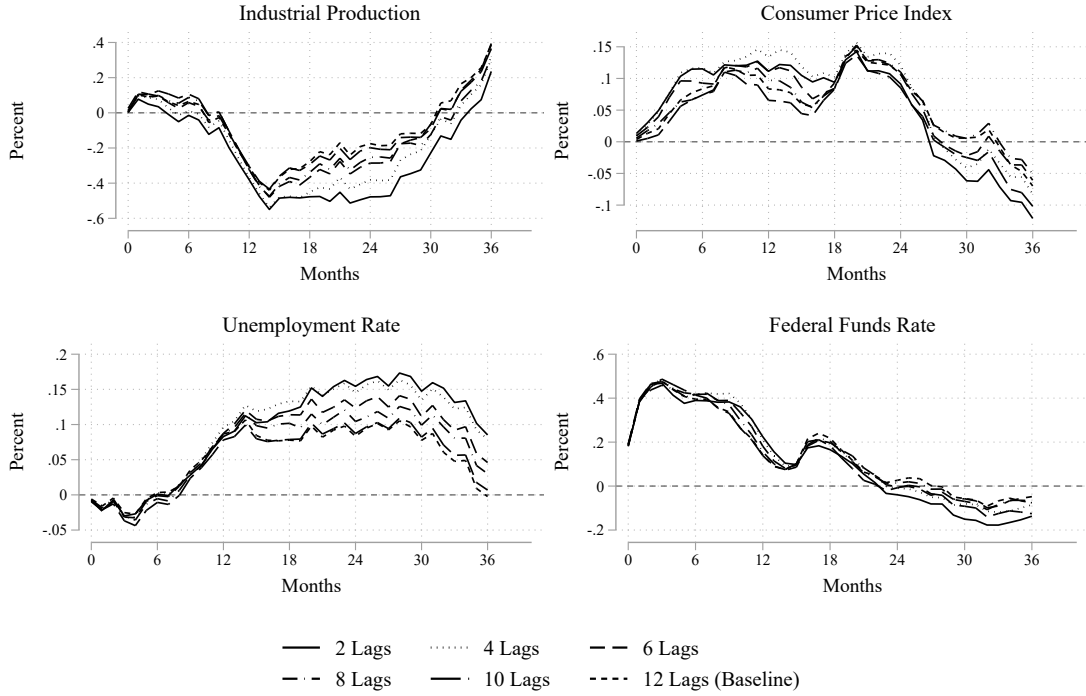 Industrial Production
Consumer Price Index
Percent
.4
.2
0
-.2
-.4
-.6
0 6 12 18 24 30 36
Months
Percent
.15
.1
.05
0
-.05
-.1
0 6 12 18 24 30 36
Months
Unemployment Rate
Federal Funds Rate
Percent
.2
.15
.1
.05
0
-.05
0 6 12 18 24 30 36
Months
Percent
.6
.4
.2
0
-.2
0 6 12 18 24 30 36
Months
2 Lags 4 Lags 6 Lags
8 Lags 10 Lags 12 Lags (Baseline)